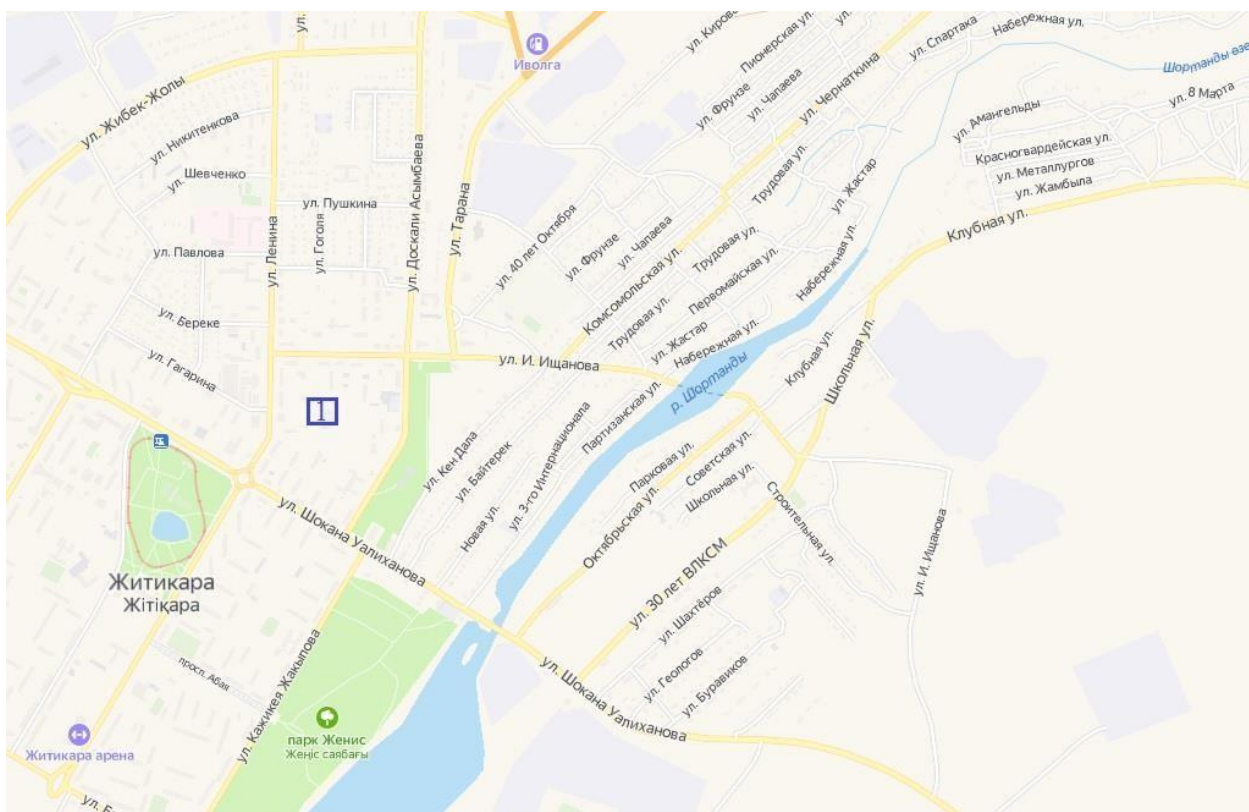 ул. Кирова
Пионерская ул.
ул. Спартака
Набережная ул.
Иволга
Шортанды өзе
ул. Жибек-Жолы
ул. Никитенкова
ул. Фрунзе
ул. Чапаева
ул. Чернаткина
ул. Амангельды
ул. 8 Марта
Красногвардейская ул.
ул. Металлургов
ул. Жамбыла
ул. Шевченко
ул. Пушкина
ул. Гоголя
ул. Ленина
ул. Доскали Асымбаева
ул. Тарана
Трудовая ул.
ул. Жастар
Клубная ул.
ул. Павлова
ул. 40 лет Октября
ул. Фрунзе
ул. Чапаева
Комсомольская ул.
Трудовая ул.
Первомайская ул.
Набережная ул.
ул. Береке
Трудовая ул.
ул. Жастар
Набережная ул.
ул. Гагарина
ул. И. Ищанова
Партизанская ул.
р. Шортанды
Клубная ул.
Школьная ул.
1
ул. Кен Дала
ул. Байтерек
Новая ул.
ул. 3-го Интернационала
Парковая ул.
Советская ул.
Школьная ул.
Октябрьская ул.
Строительная ул.
ул. И. Ищанова
ул. Шокана Уалиханова
ул. 30 лет ВЛКСМ
Житикара
Жітіқара
ул. Шахтёров
ул. Геологов
ул. Буравиков
просп. Абая
ул. Кажикея Жакыпова
ул. Шокана Уалиханова
парк Женис
Жеңіс саябағы
Житикара арена